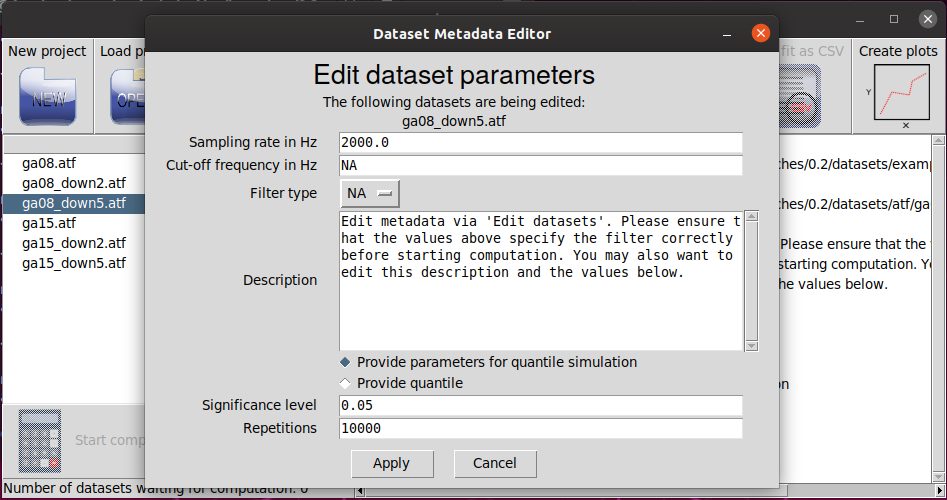 Dataset Metadata Editor
New project
Load p
fit as CSV
Create plots
NEW
OPE
Y
X
Edit dataset parameters
The following datasets are being edited:
ga08_down5.atf
Sampling rate in Hz
2000.0
Cut-off frequency in Hz
NA
Filter type
NA
Description
Edit metadata via 'Edit datasets'. Please ensure t
hat the values above specify the filter correctly
before starting computation. You may also want to
edit this description and the values below.
Provide parameters for quantile simulation
Provide quantile
Significance level
0.05
Repetitions
10000
Apply
Cancel
ga08.atf
ga08_down2.atf
ga08_down5.atf
ga15.atf
ga15_down2.atf
ga15_down5.atf
ches/0.2/datasets/examp
ches/0.2/datasets/atf/ga
Please ensure that the
starting computation. Y
he values below.
on
Start comp
Number of datasets waiting for computation: 0